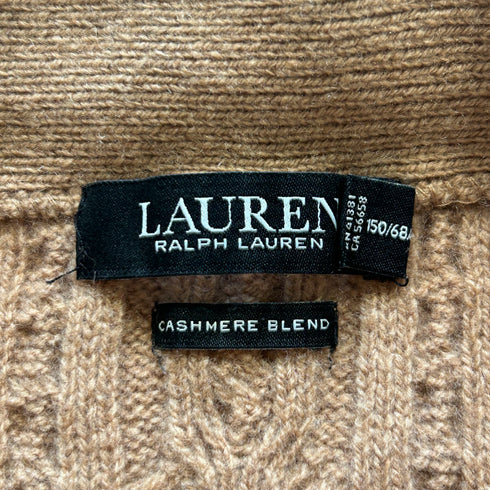 LAUREN
RALPH LAUREN
RN 41381
CA 56658
150/68A
CASHMERE BLEND